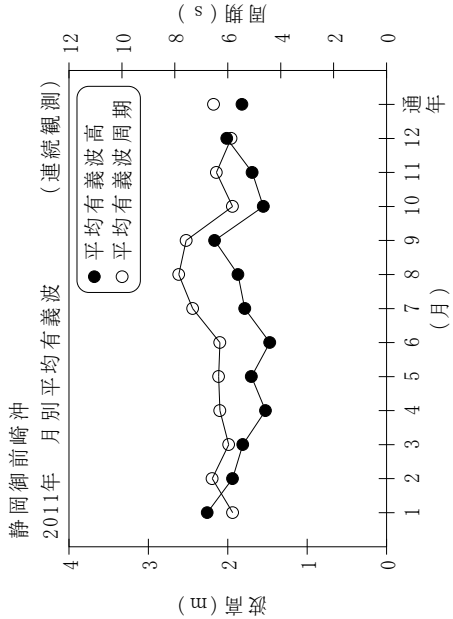 静岡御前崎沖
2011年 月別平均有義波
(連続観測)
平均有義波高
平均有義波周期
波高(m)
4
3
2
1
0
周期(s)
12
10
8
6
4
2
0
1 2 3 4 5 6 7 8 9 10 11 12 通年
(月)